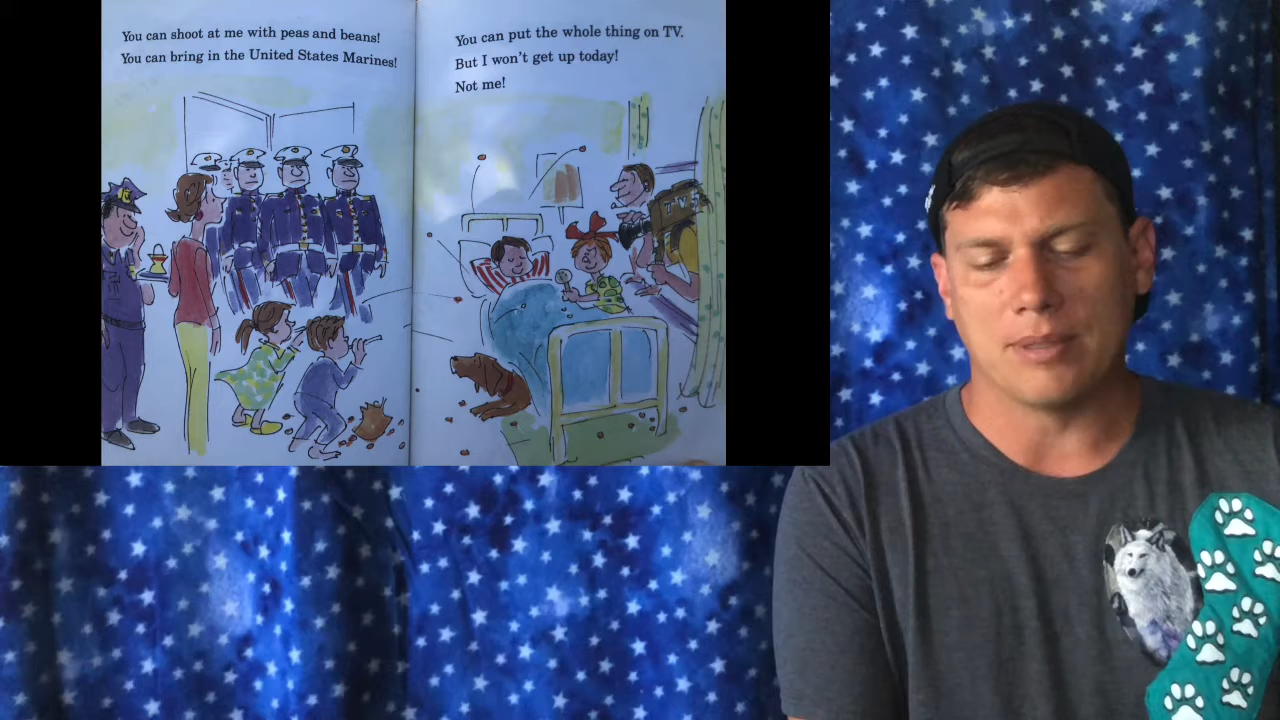 You can shoot at me with peas and beans!
You can bring in the United States Marines!
You can put the whole thing on TV.
But I won't get up today!
Not me!
TV